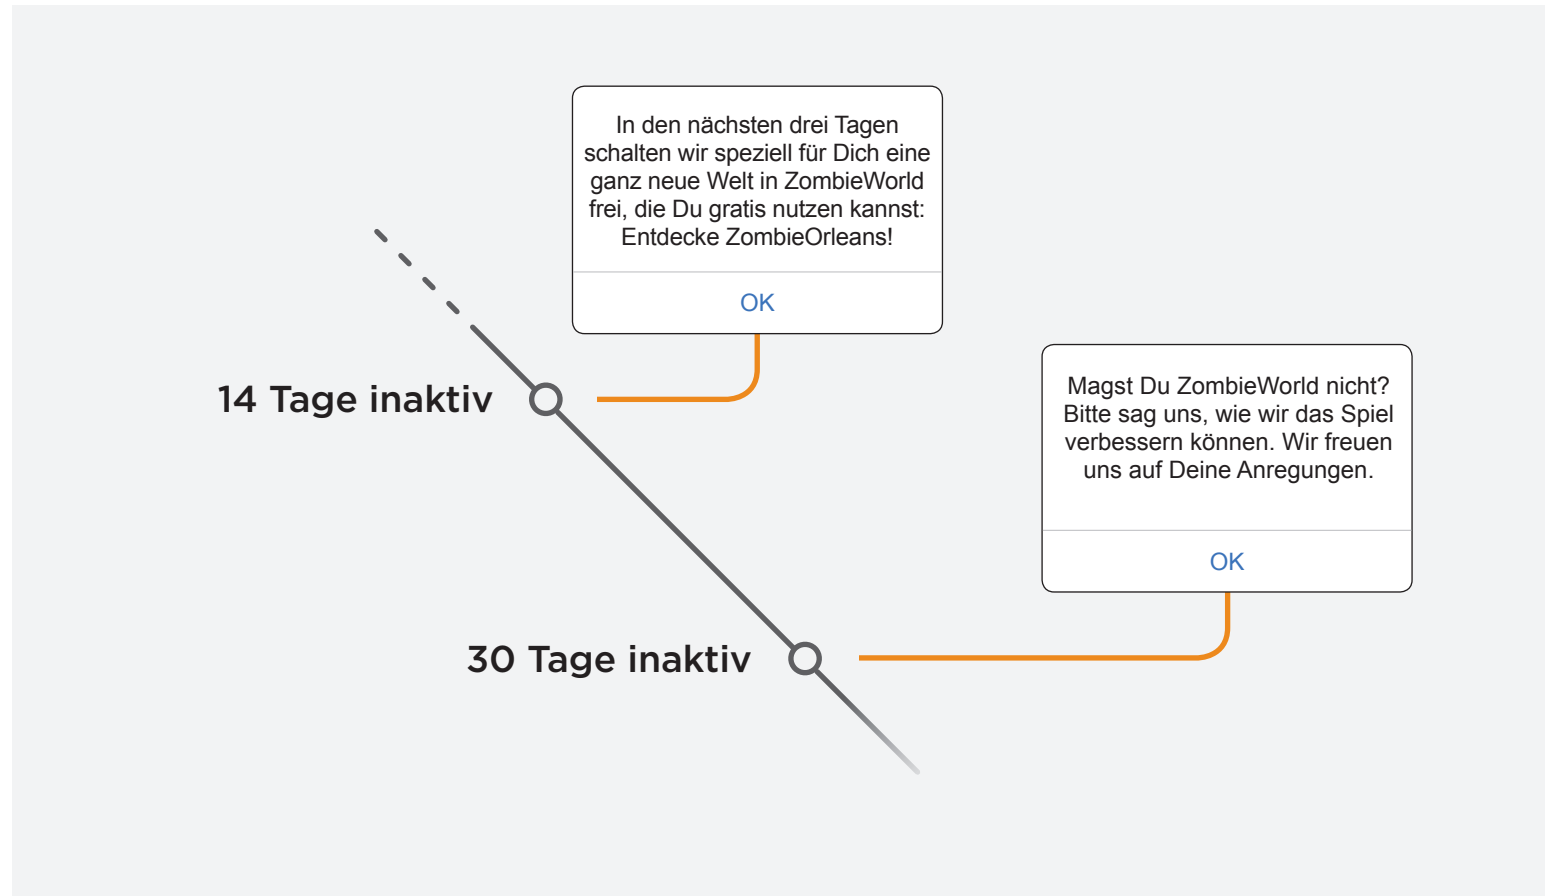 In den nächsten drei Tagen
schalten wir speziell für Dich eine
ganz neue Welt in ZombieWorld
frei, die Du gratis nutzen kannst:
Entdecke ZombieOrleans!
OK
14 Tage inaktiv
Magst Du ZombieWorld nicht?
Bitte sag uns, wie wir das Spiel
verbessern können. Wir freuen
uns auf Deine Anregungen.
OK
30 Tage inaktiv